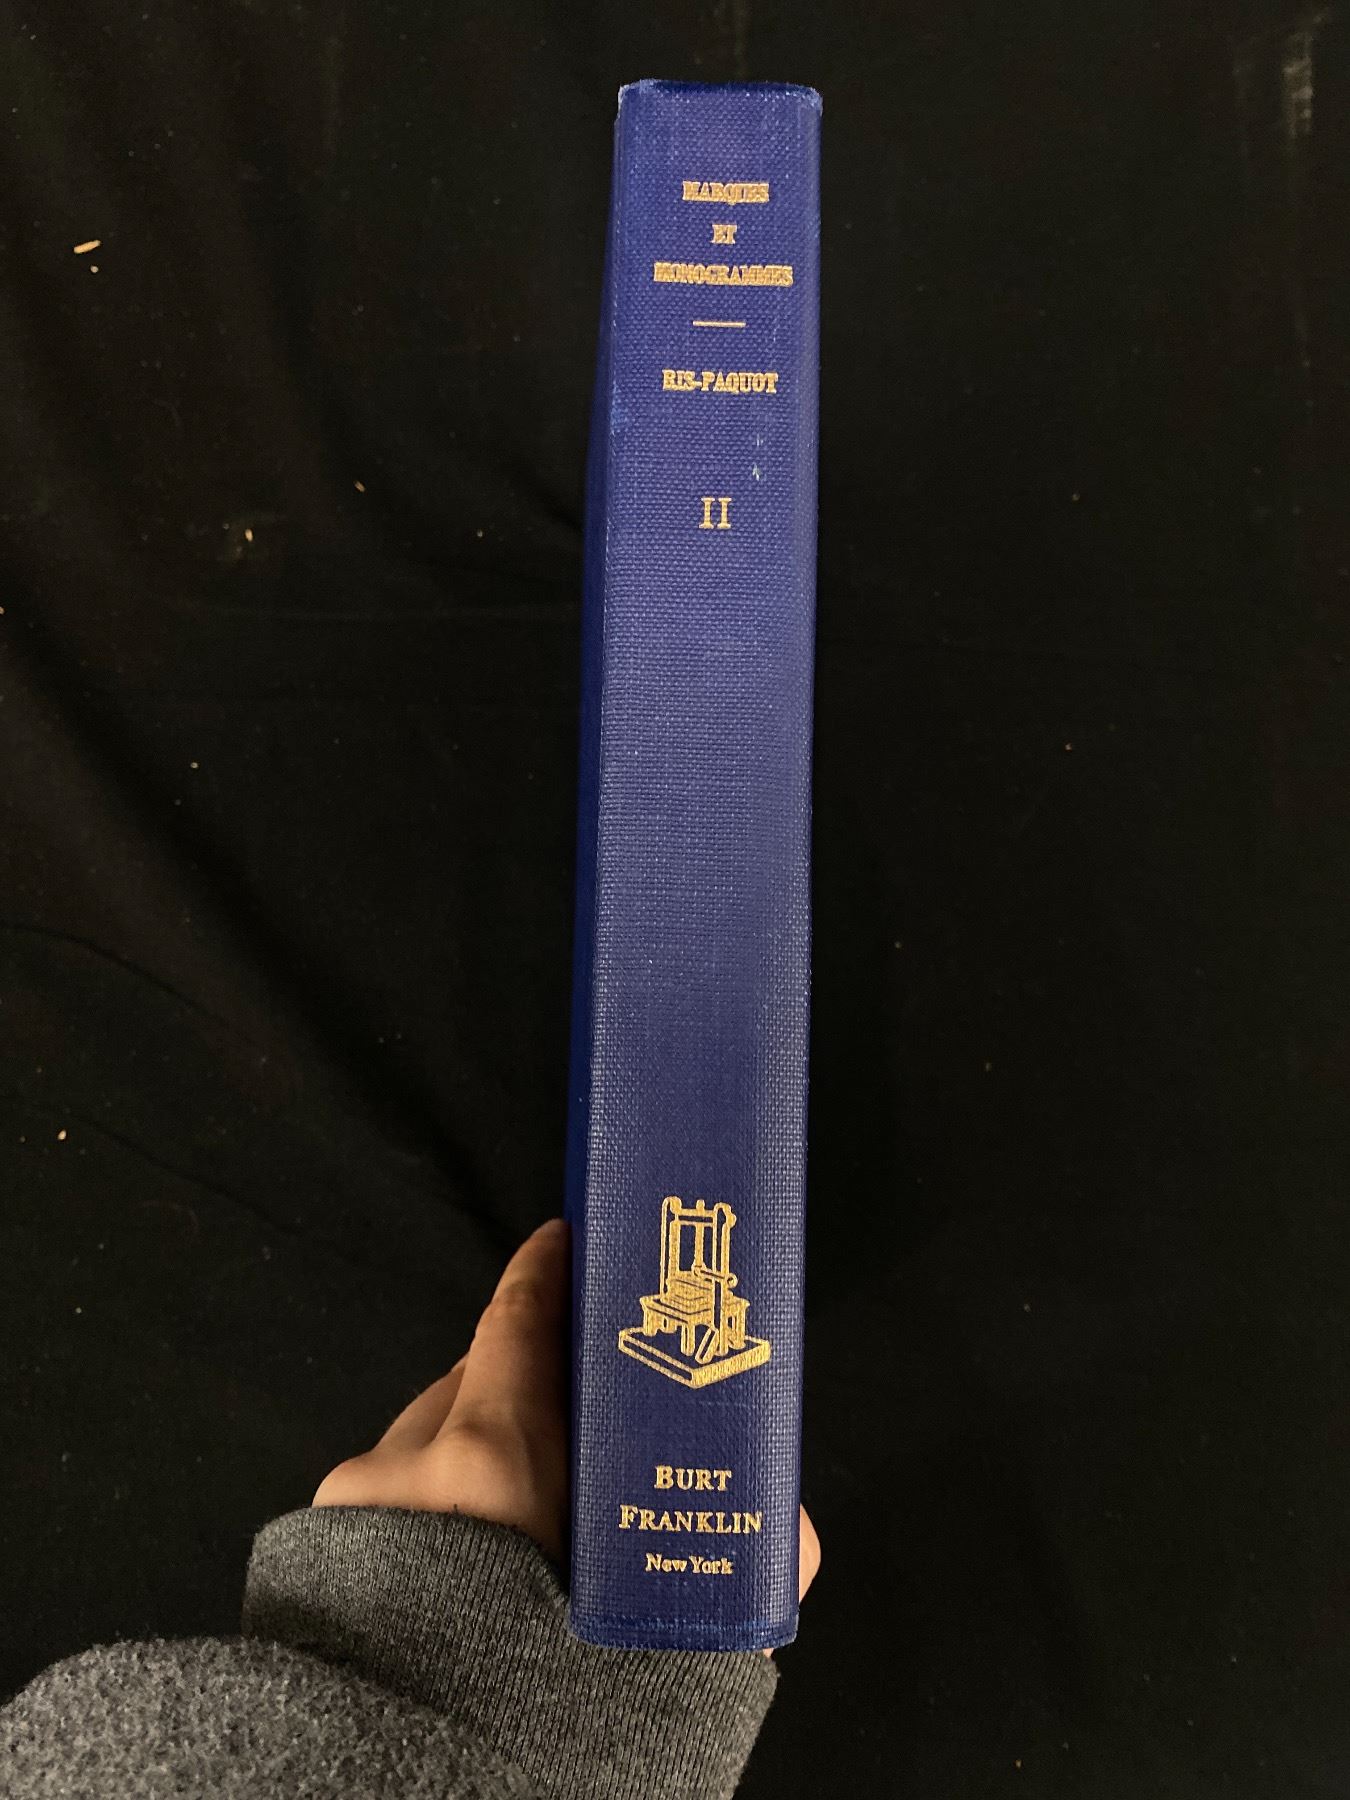 MARQUES
ET
MONOGRAMMES
RIS-PAQUOT
II
BURT
FRANKLIN
New York